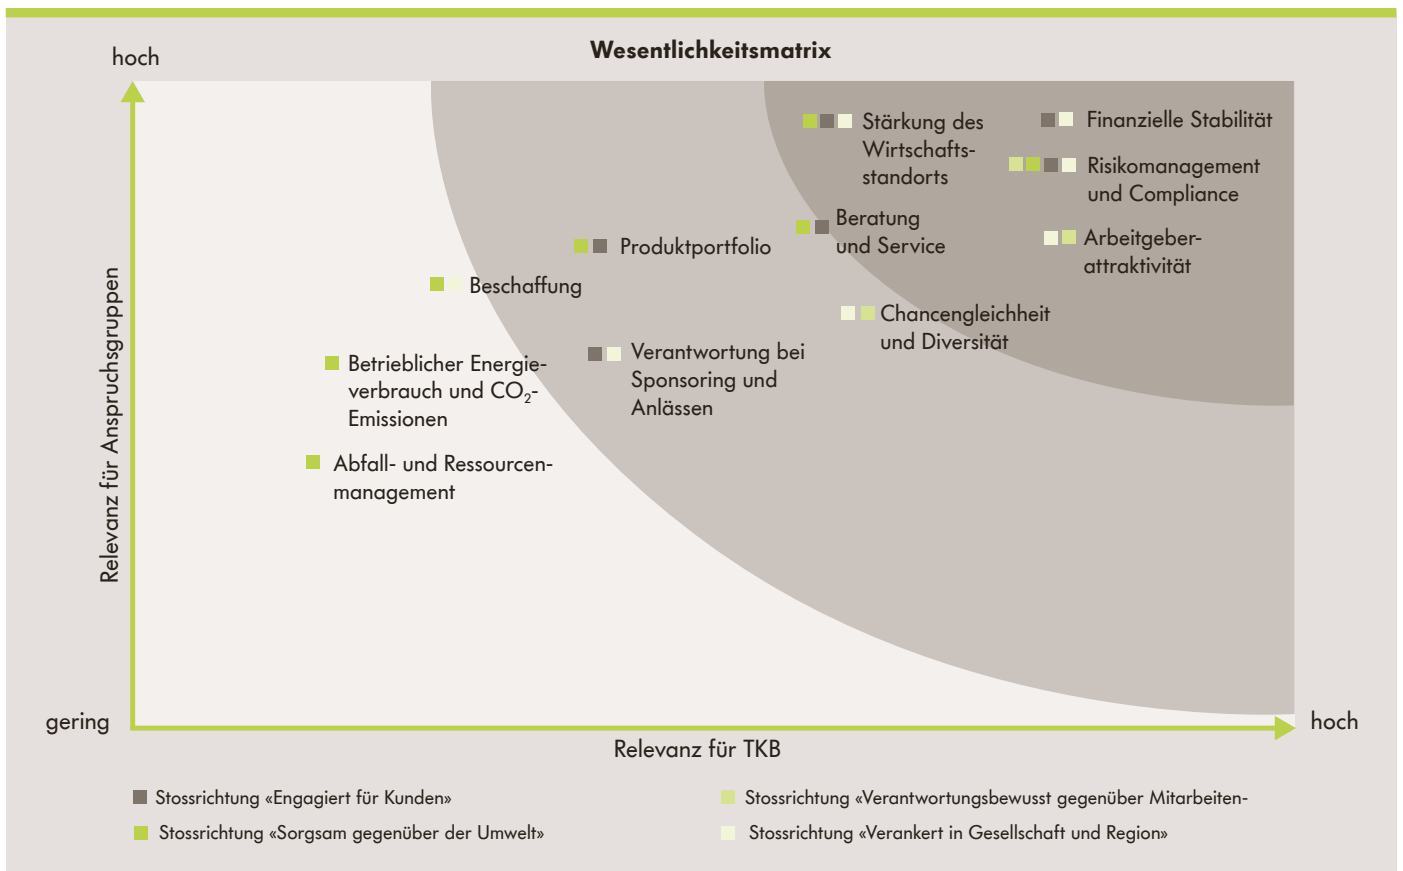 Wesentlichkeitsmatrix
hoch
Stärkung des
Wirtschafts-
standorts
Finanzielle Stabilität
Risikomanagement
und Compliance
Beratung
und Service
Arbeitgeber-
attraktivität
Produktportfolio
Beschaffung
Chancengleichheit
und Diversität
Verantwortung bei
Sponsoring und
Anlässen
Betrieblicher Energie-
verbrauch und CO₂-
Emissionen
Abfall- und Ressourcen-
management
Relevanz für Anspruchsgruppen
gering
hoch
Relevanz für TKB
Stossrichtung «Engagiert für Kunden»
Stossrichtung «Verantwortungsbewusst gegenüber Mitarbeiten-
Stossrichtung «Sorgsam gegenüber der Umwelt»
Stossrichtung «Verankert in Gesellschaft und Region»